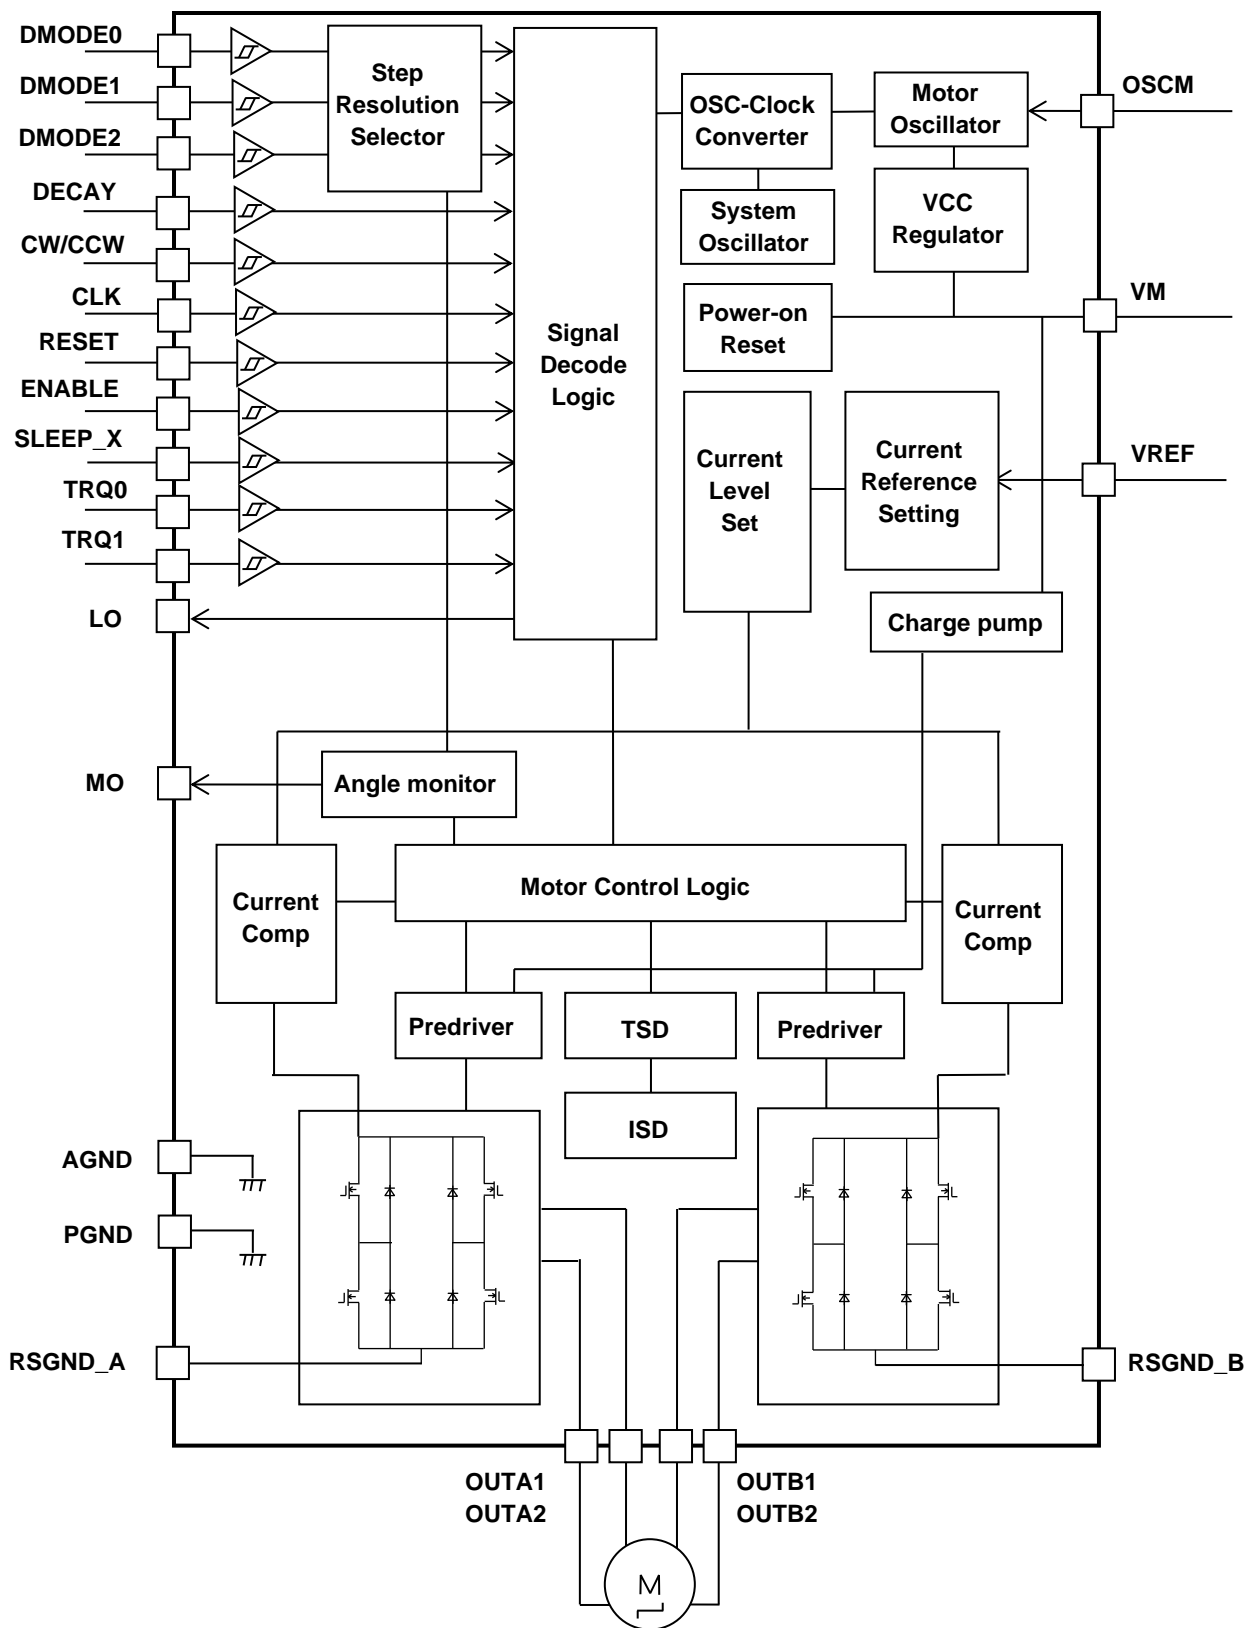 DMODE0
DMODE1
DMODE2
DECAY
CW/CCW
CLK
RESET
ENABLE
SLEEP_X
TRQ0
TRQ1
LO
MO
AGND
PGND
RSGND_A
Step
Resolution
Selector
Signal
Decode
Logic
OSC-Clock
Converter
Motor
Oscillator
System
Oscillator
VCC
Regulator
Power-on
Reset
Current
Level
Set
Current
Reference
Setting
Charge pump
OSCM
VM
VREF
Angle monitor
Motor Control Logic
Current
Comp
Current
Comp
Predriver
TSD
Predriver
ISD
RSGND_B
OUTA1
OUTA2
OUTB1
OUTB2
M